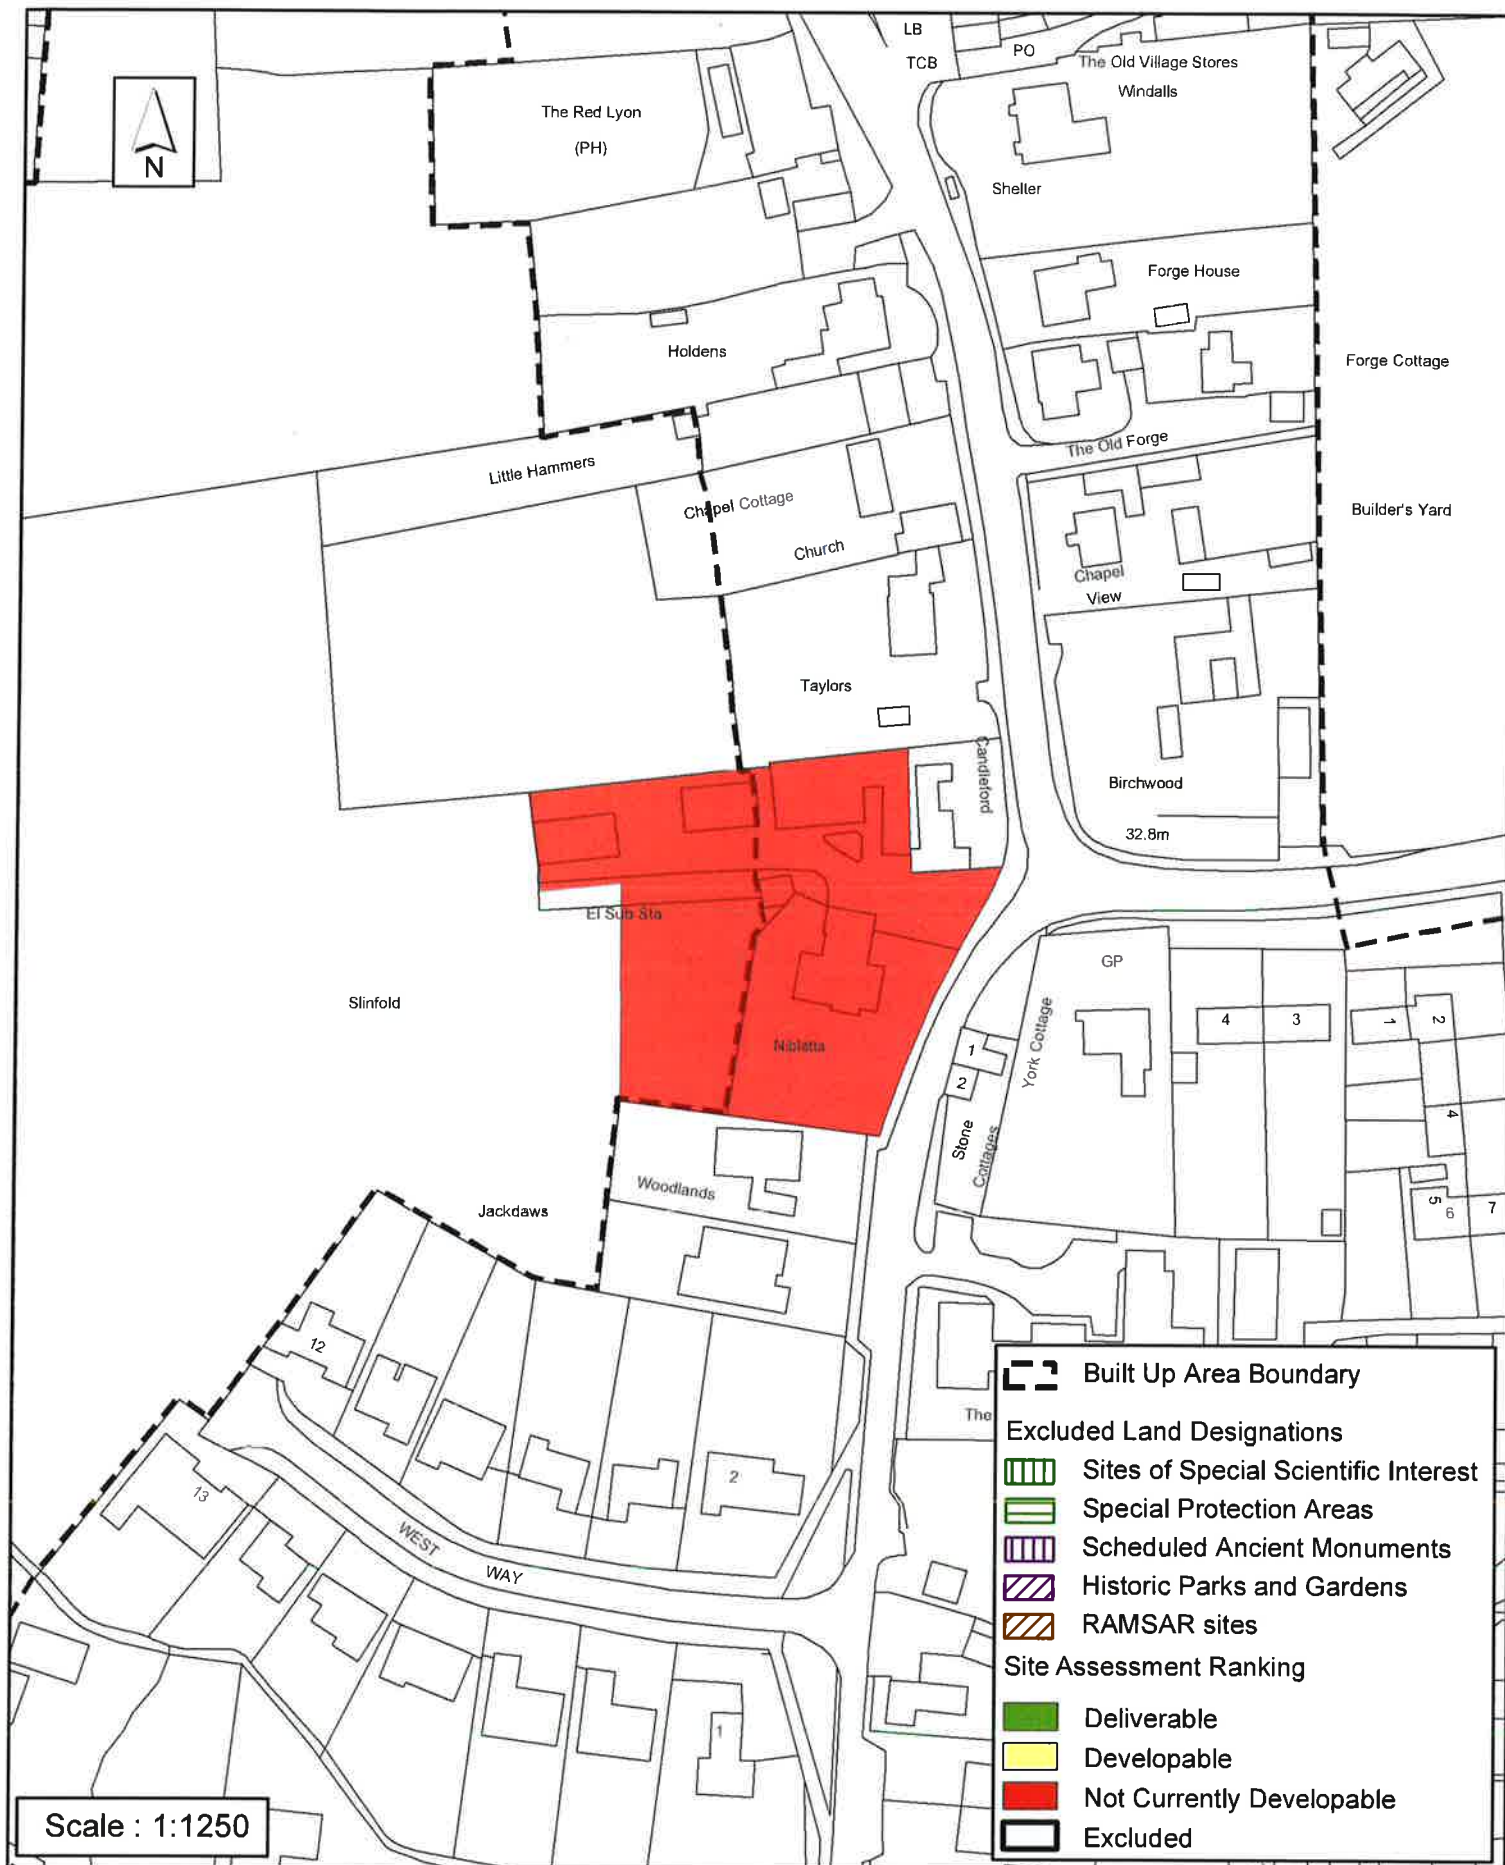 LB
TCB
PO
The Old Village Stores
Windalls
N
The Red Lyon
(PH)
Shelter
Forge House
Holdens
Forge Cottage
The Old Forge
Little Hammers
Chapel Cottage
Builder's Yard
Church
Chapel
View
Taylors
Candleford
Birchwood
32.8m
El Sub Sta
GP
Slinfold
York Cottage
4
3
1
2
Nibletta
1
2
4
Stone
Cottages
Woodlands
5
6
7
Jackdaws
12
The
2
13
WEST
WAY
1
Built Up Area Boundary
Excluded Land Designations
Sites of Special Scientific Interest
Special Protection Areas
Scheduled Ancient Monuments
Historic Parks and Gardens
RAMSAR sites
Site Assessment Ranking
Deliverable
Developable
Not Currently Developable
Excluded
Scale : 1:1250